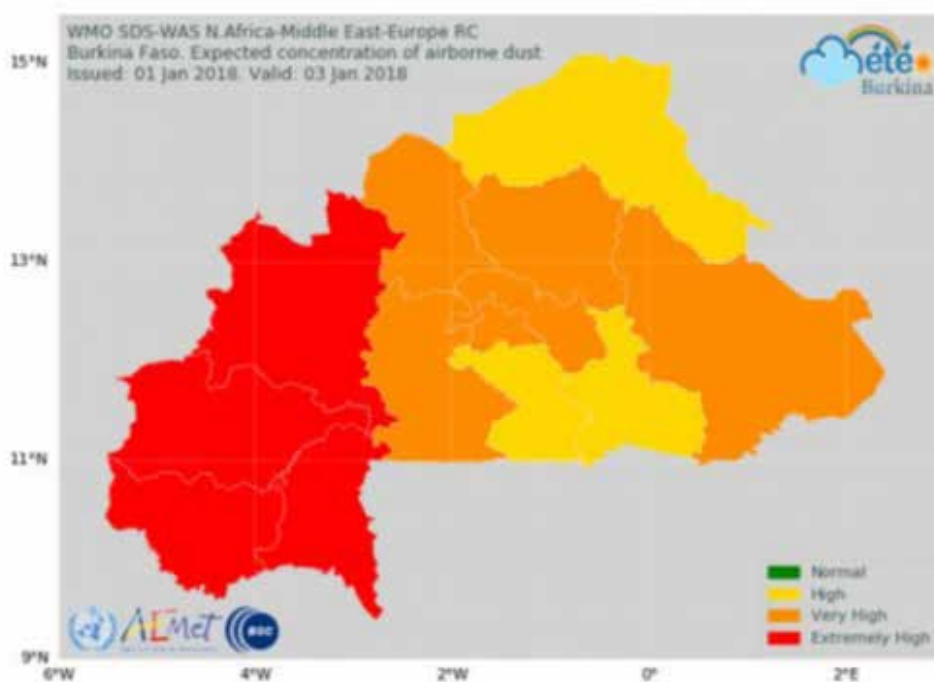 WMO SDS-WAS N.Africa-Middle East-Europe RC
Burkina Faso. Expected concentration of airborne dust
Issued: 01 Jan 2018. Valid: 03 Jan 2018
été
Burkina
15°N
13°N
11°N
9°N
Normal
High
Very High
Extremely High
AEMet
BSC
6°W
4°W
2°W
0°
2°E